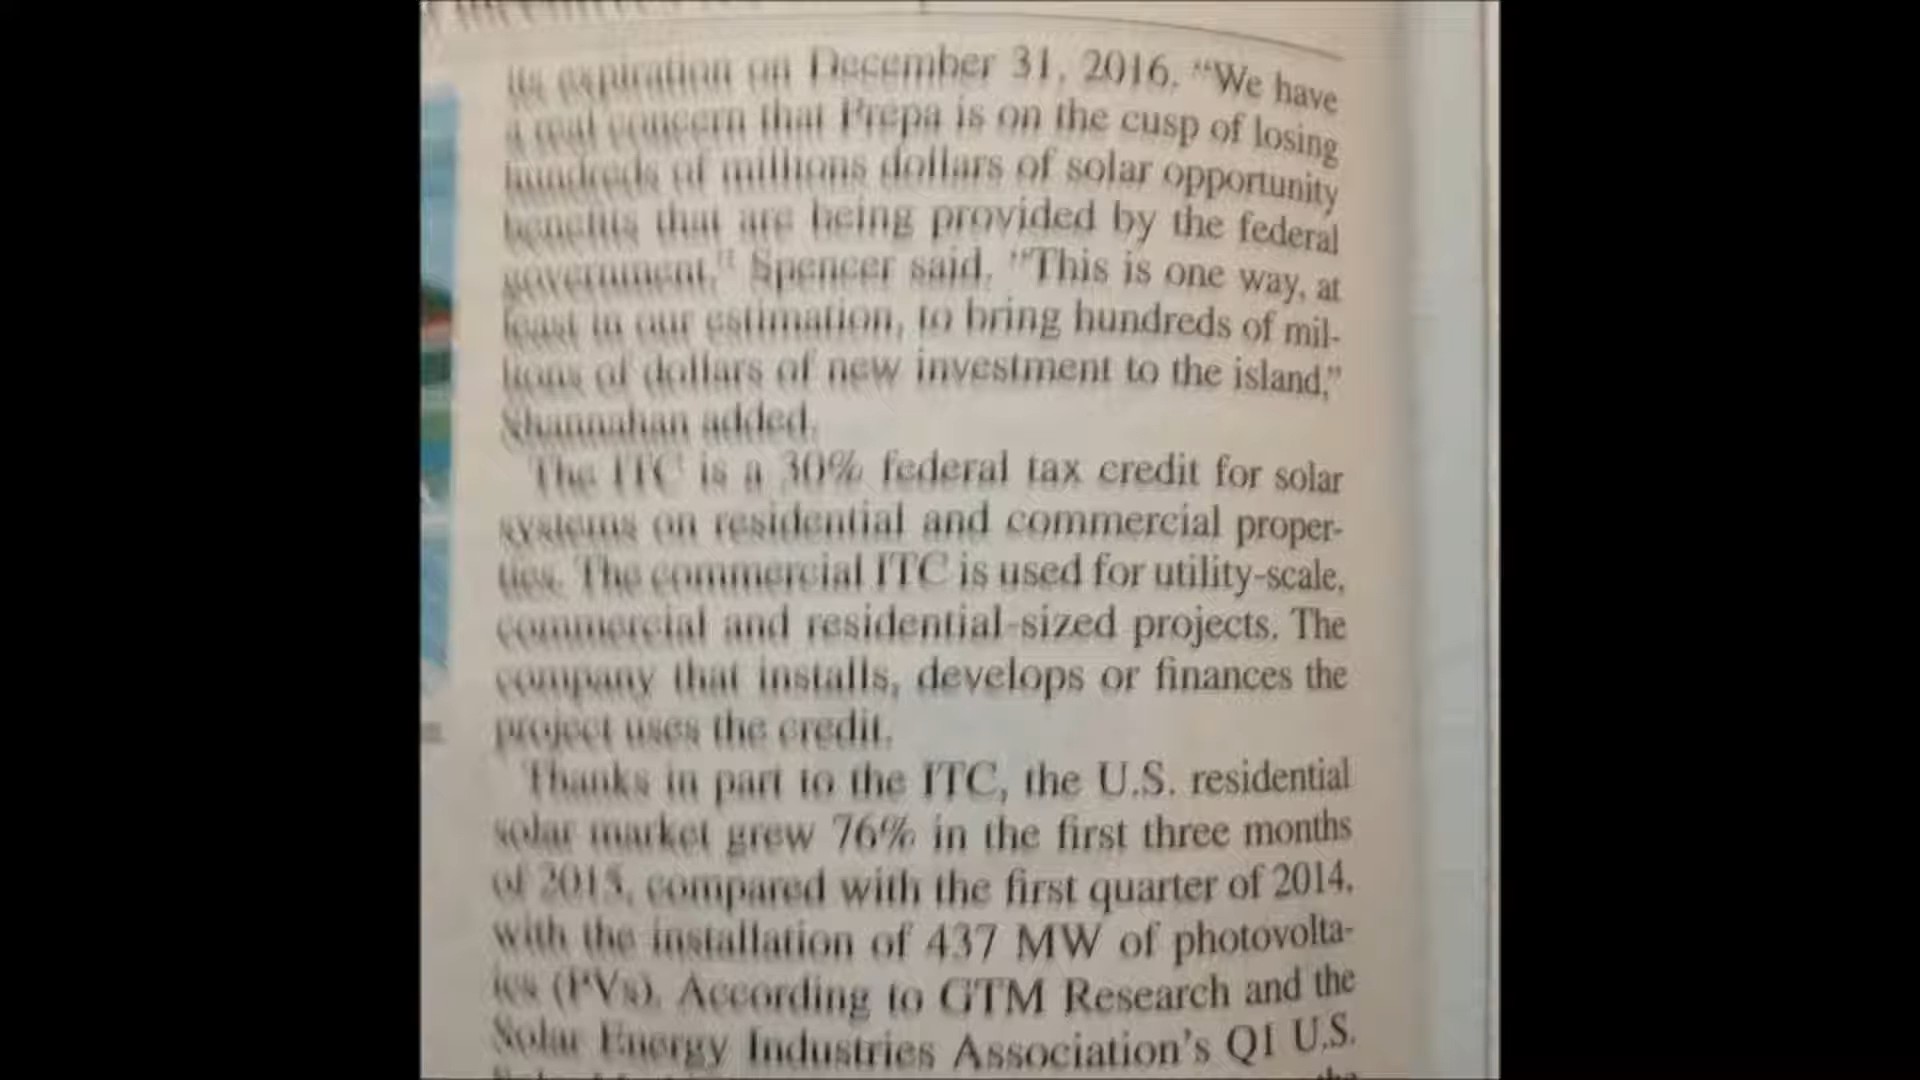 its expiration on December 31, 2016. “We have
a real concern that Prepa is on the cusp of losing
hundreds of millions dollars of solar opportunity
benefits that are being provided by the federal
government,” Spencer said. “This is one way, at
least in our estimation, to bring hundreds of mil-
lions of dollars of new investment to the island,”
Shannahan added.
The ITC is a 30% federal tax credit for solar
systems on residential and commercial proper-
ties. The commercial ITC is used for utility-scale,
commercial and residential-sized projects. The
company that installs, develops or finances the
project uses the credit.
Thanks in part to the ITC, the U.S. residential
solar market grew 76% in the first three months
of 2015, compared with the first quarter of 2014,
with the installation of 437 MW of photovolta-
ics (PVs). According to GTM Research and the
Solar Energy Industries Association’s Q1 U.S.